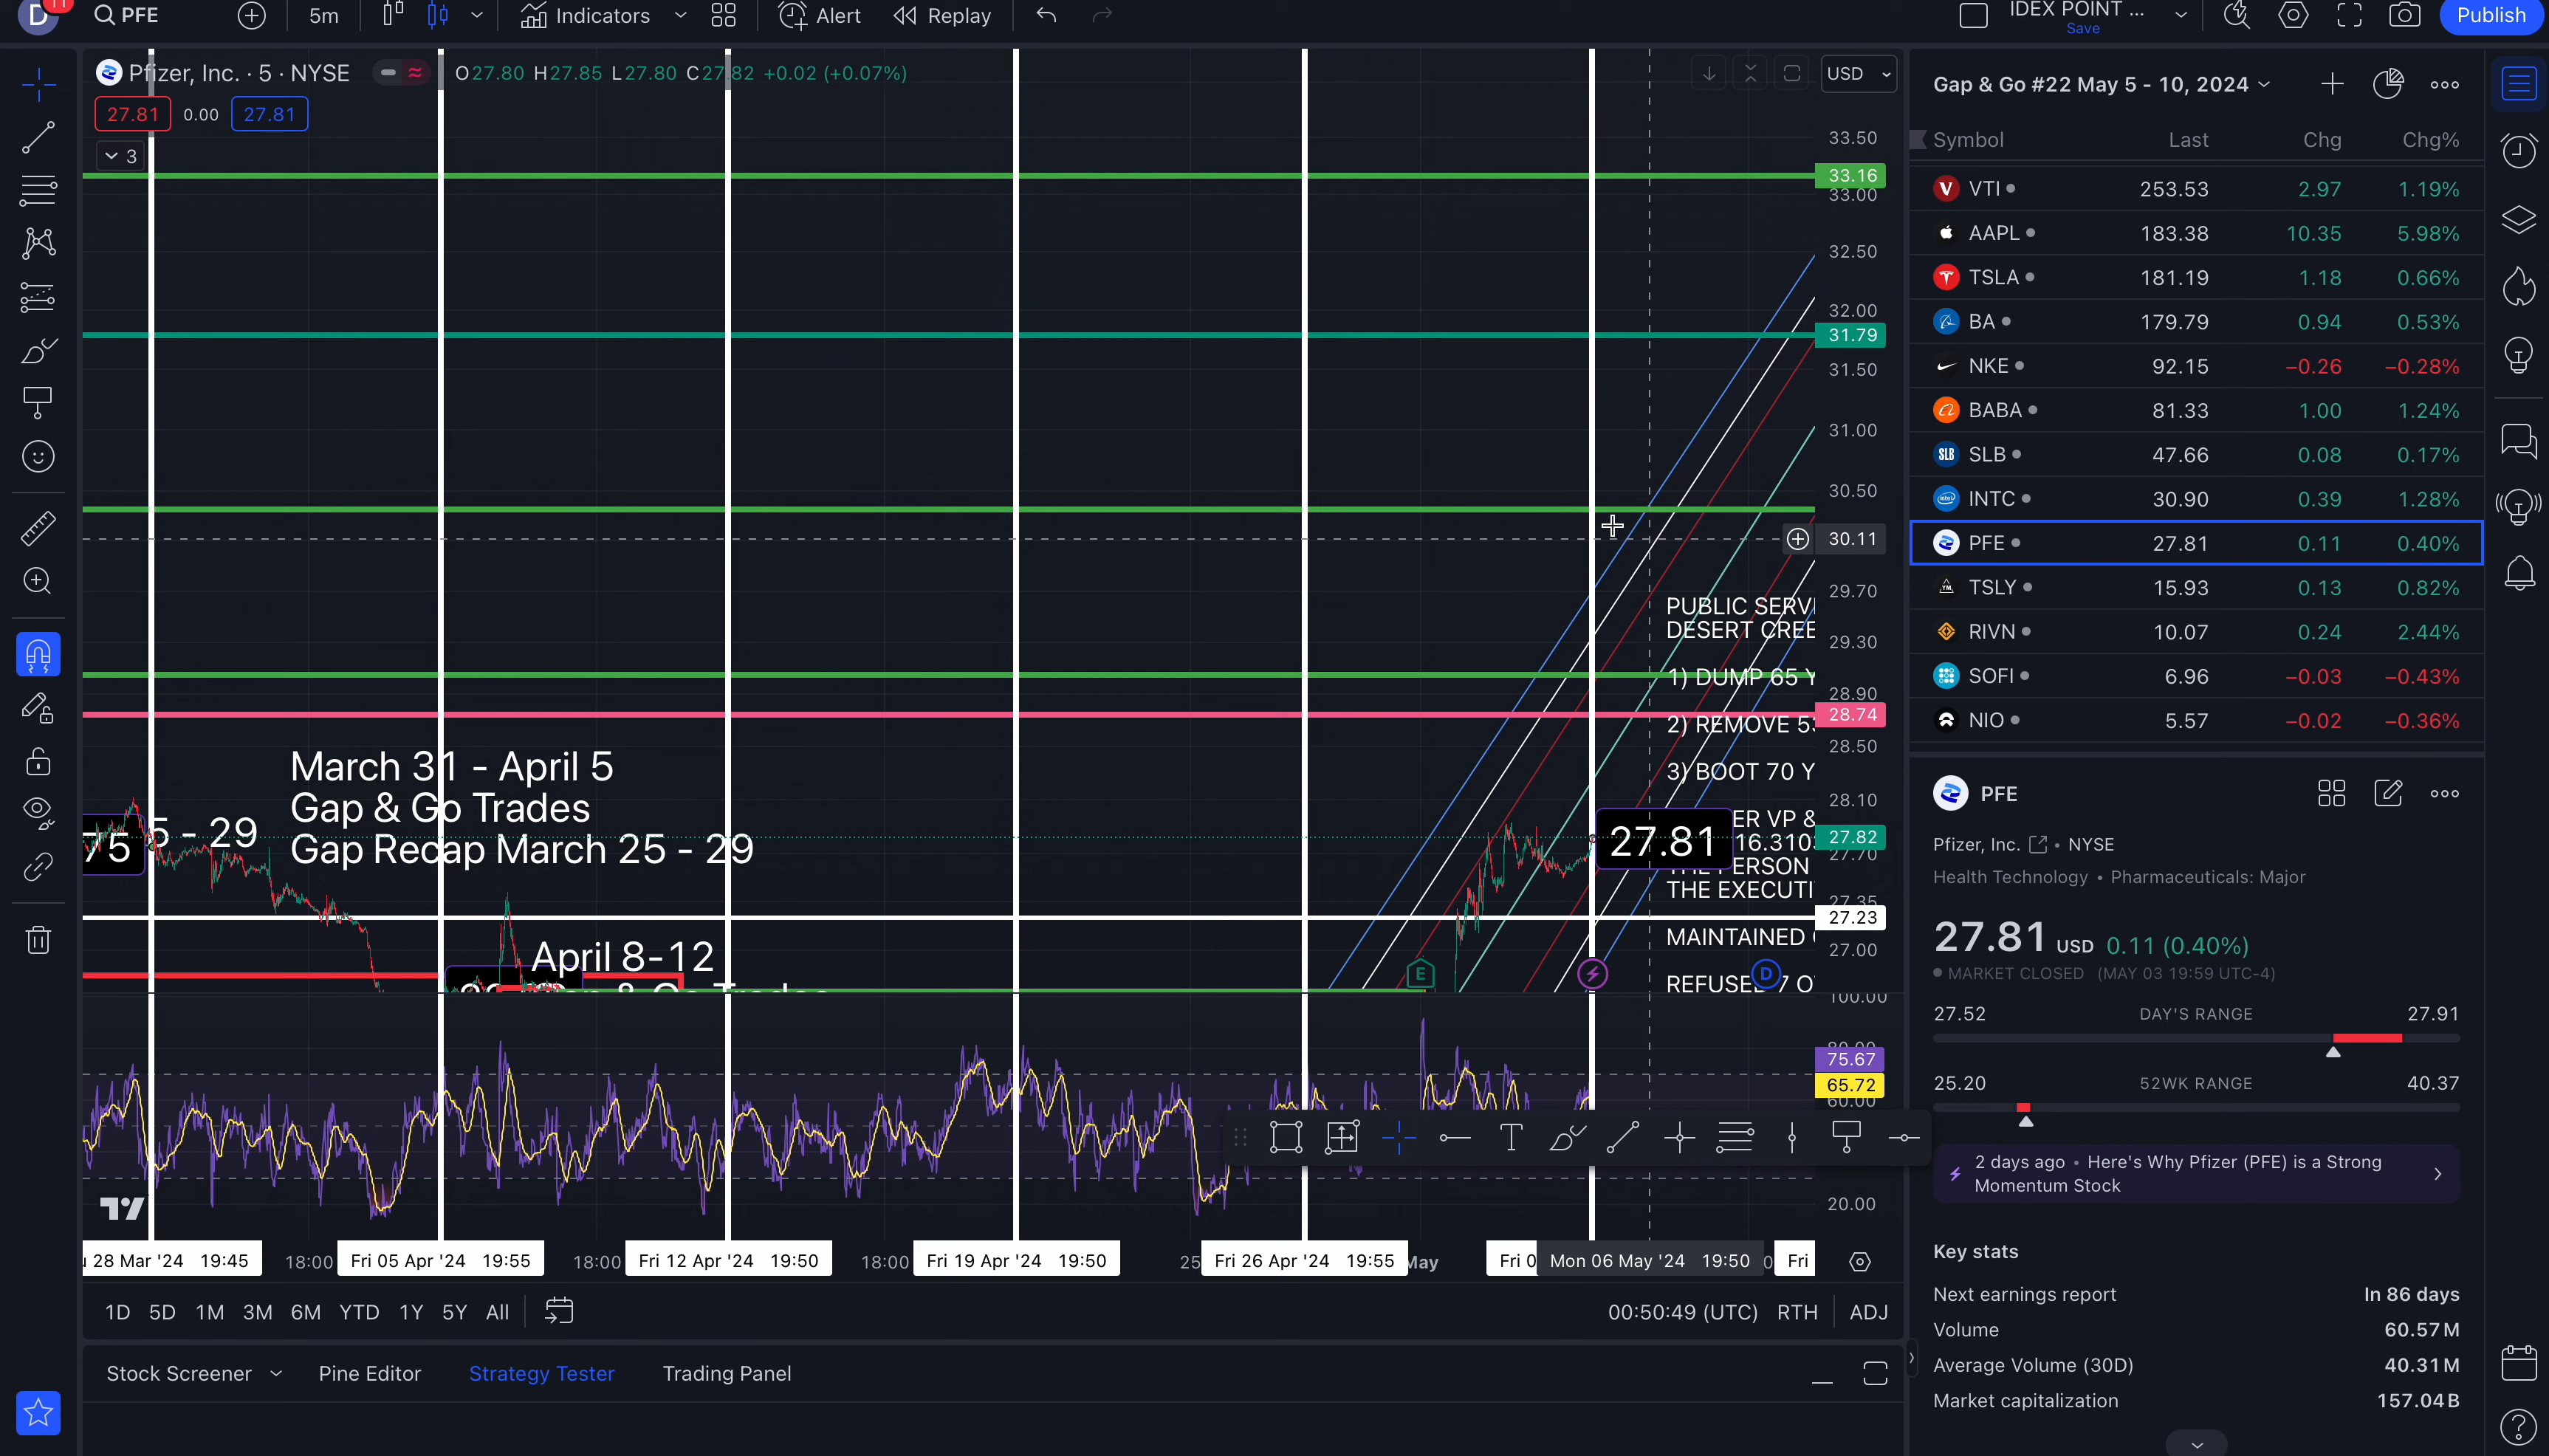 D 11 PFE 5m Indicators Alert Replay IDEX POINT ... Save Publish
Pfizer, Inc. · 5 · NYSE O27.80 H27.85 L27.80 C27.82 +0.02 (+0.07%) USD
27.81 0.00 27.81
3
33.50
33.16
33.00
32.50
32.00
31.79
31.50
31.00
30.50
30.11
29.70
29.30
28.90
28.74
28.50
28.10
27.82
27.70
27.35
27.23
27.00
PUBLIC SERV
DESERT CREE
1) DUMP 65 Y
2) REMOVE 53
3) BOOT 70 Y
ER VP &
16.3103
THE PERSON
THE EXECUTI
MAINTAINED
REFUSED 7 O
27.81
March 31 - April 5
Gap & Go Trades
Gap Recap March 25 - 29
75 5 - 29
April 8-12
E D
100.00
80.00
75.67
65.72
60.00
20.00
28 Mar '24 19:45 18:00 Fri 05 Apr '24 19:55 18:00 Fri 12 Apr '24 19:50 18:00 Fri 19 Apr '24 19:50 25 Fri 26 Apr '24 19:55 May Fri 0 Mon 06 May '24 19:50 Fri
1D 5D 1M 3M 6M YTD 1Y 5Y All 00:50:49 (UTC) RTH ADJ
Stock Screener Pine Editor Strategy Tester Trading Panel
Gap & Go #22 May 5 - 10, 2024
Symbol Last Chg Chg%
VTI 253.53 2.97 1.19%
AAPL 183.38 10.35 5.98%
TSLA 181.19 1.18 0.66%
BA 179.79 0.94 0.53%
NKE 92.15 −0.26 −0.28%
BABA 81.33 1.00 1.24%
SLB SLB 47.66 0.08 0.17%
intel INTC 30.90 0.39 1.28%
PFE 27.81 0.11 0.40%
TSLY 15.93 0.13 0.82%
RIVN 10.07 0.24 2.44%
SOFI 6.96 −0.03 −0.43%
NIO 5.57 −0.02 −0.36%
PFE
Pfizer, Inc. • NYSE
Health Technology • Pharmaceuticals: Major
27.81 USD 0.11 (0.40%)
MARKET CLOSED (MAY 03 19:59 UTC-4)
27.52 DAY'S RANGE 27.91
25.20 52WK RANGE 40.37
2 days ago • Here's Why Pfizer (PFE) is a Strong
Momentum Stock
Key stats
Next earnings report In 86 days
Volume 60.57M
Average Volume (30D) 40.31M
Market capitalization 157.04B